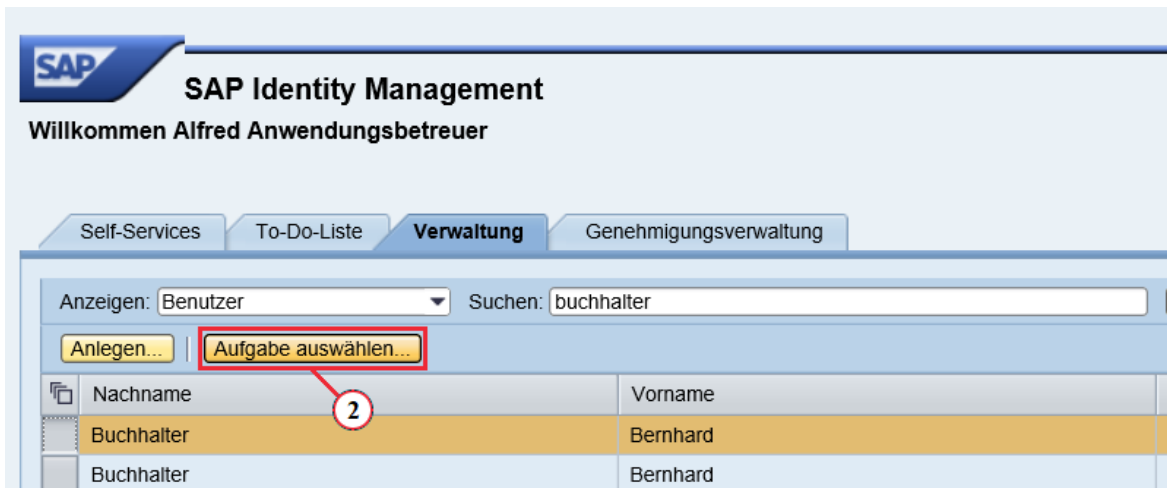 SAP
SAP Identity Management
Willkommen Alfred Anwendungsbetreuer
Self-Services To-Do-Liste Verwaltung Genehmigungsverwaltung
Anzeigen: Benutzer Suchen: buchhalter
Anlegen... Aufgabe auswählen...
Nachname Vorname
2
Buchhalter Bernhard
Buchhalter Bernhard